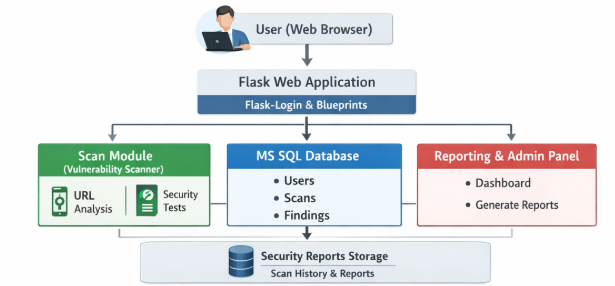 User (Web Browser)
Flask Web Application
Flask-Login & Blueprints
Scan Module
(Vulnerability Scanner)
URL
Analysis
Security
Tests
MS SQL Database
• Users
• Scans
• Findings
Reporting & Admin Panel
• Dashboard
• Generate Reports
Security Reports Storage
Scan History & Reports